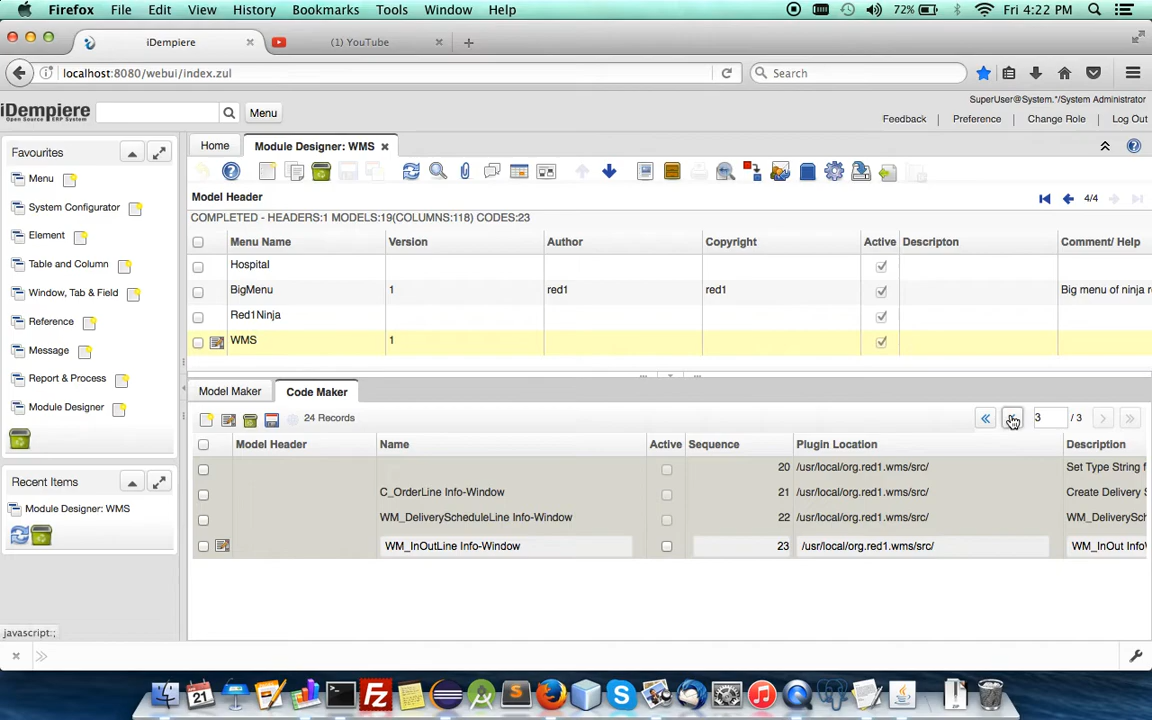 Firefox File Edit View History Bookmarks Tools Window Help 72% Fri 4:22 PM
iDempiere (1) YouTube
localhost:8080/webui/index.zul Search
SuperUser@System.*/System Administrator
iDempiere Menu
Open Source ERP System
Feedback Preference Change Role Log Out
Favourites
Menu
System Configurator
Element
Table and Column
Window, Tab & Field
Reference
Message
Report & Process
Module Designer
Recent Items
Module Designer: WMS
javascript:;
Home Module Designer: WMS
Model Header 4/4
COMPLETED - HEADERS:1 MODELS:19(COLUMNS:118) CODES:23
Menu Name Version Author Copyright Active Descripton Comment/ Help
Hospital
BigMenu 1 red1 red1 Big menu of ninja r
Red1Ninja
WMS 1
Model Maker Code Maker
24 Records 3 / 3
Model Header Name Active Sequence Plugin Location Description
20 /usr/local/org.red1.wms/src/ Set Type String f
C_OrderLine Info-Window 21 /usr/local/org.red1.wms/src/ Create Delivery S
WM_DeliveryScheduleLine Info-Window 22 /usr/local/org.red1.wms/src/ WM_DeliverySch
WM_InOutLine Info-Window 23 /usr/local/org.red1.wms/src/ WM_InOut Info